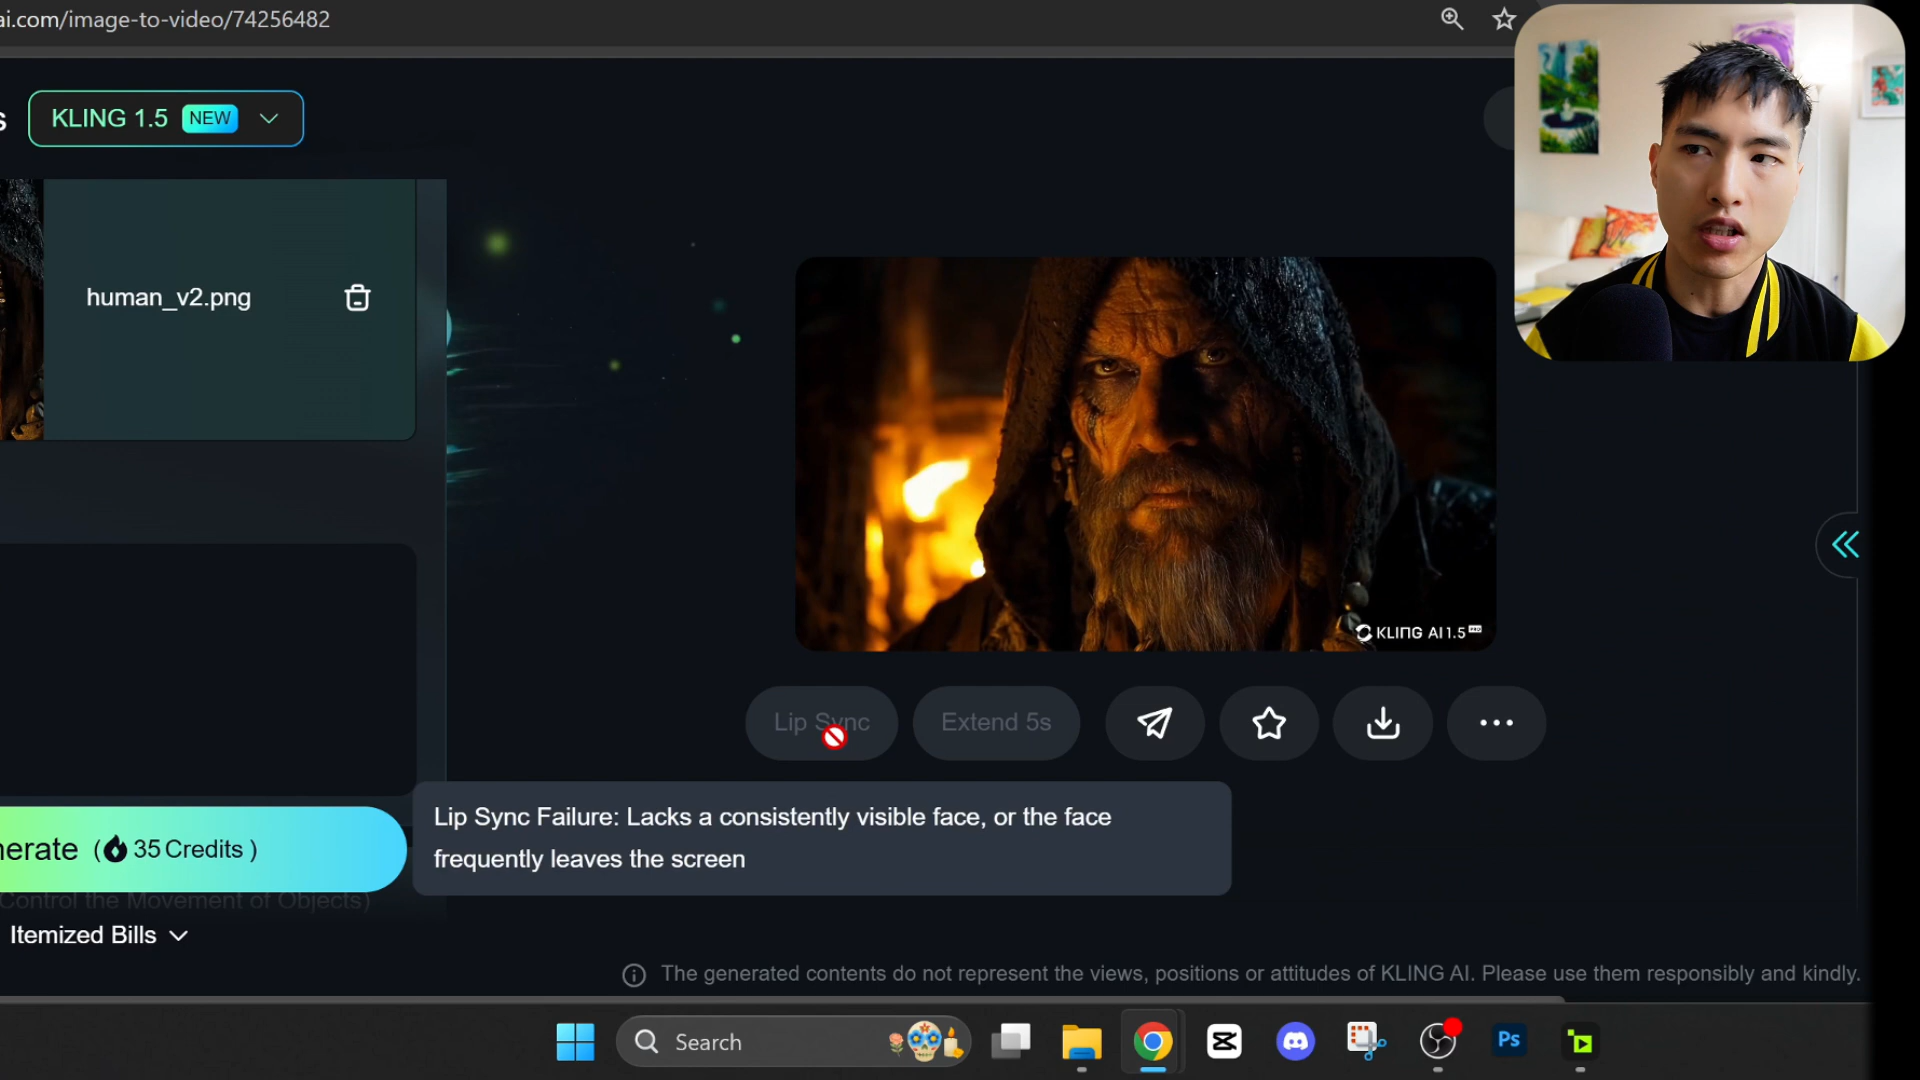 ai.com/image-to-video/74256482
s
KLING 1.5 NEW
human_v2.png
KLING AI 1.5 PRO
Lip Sync
Extend 5s
Lip Sync Failure: Lacks a consistently visible face, or the face
frequently leaves the screen
nerate ( 35 Credits )
Control the Movement of Objects)
Itemized Bills
The generated contents do not represent the views, positions or attitudes of KLING AI. Please use them responsibly and kindly.
Search
Ps